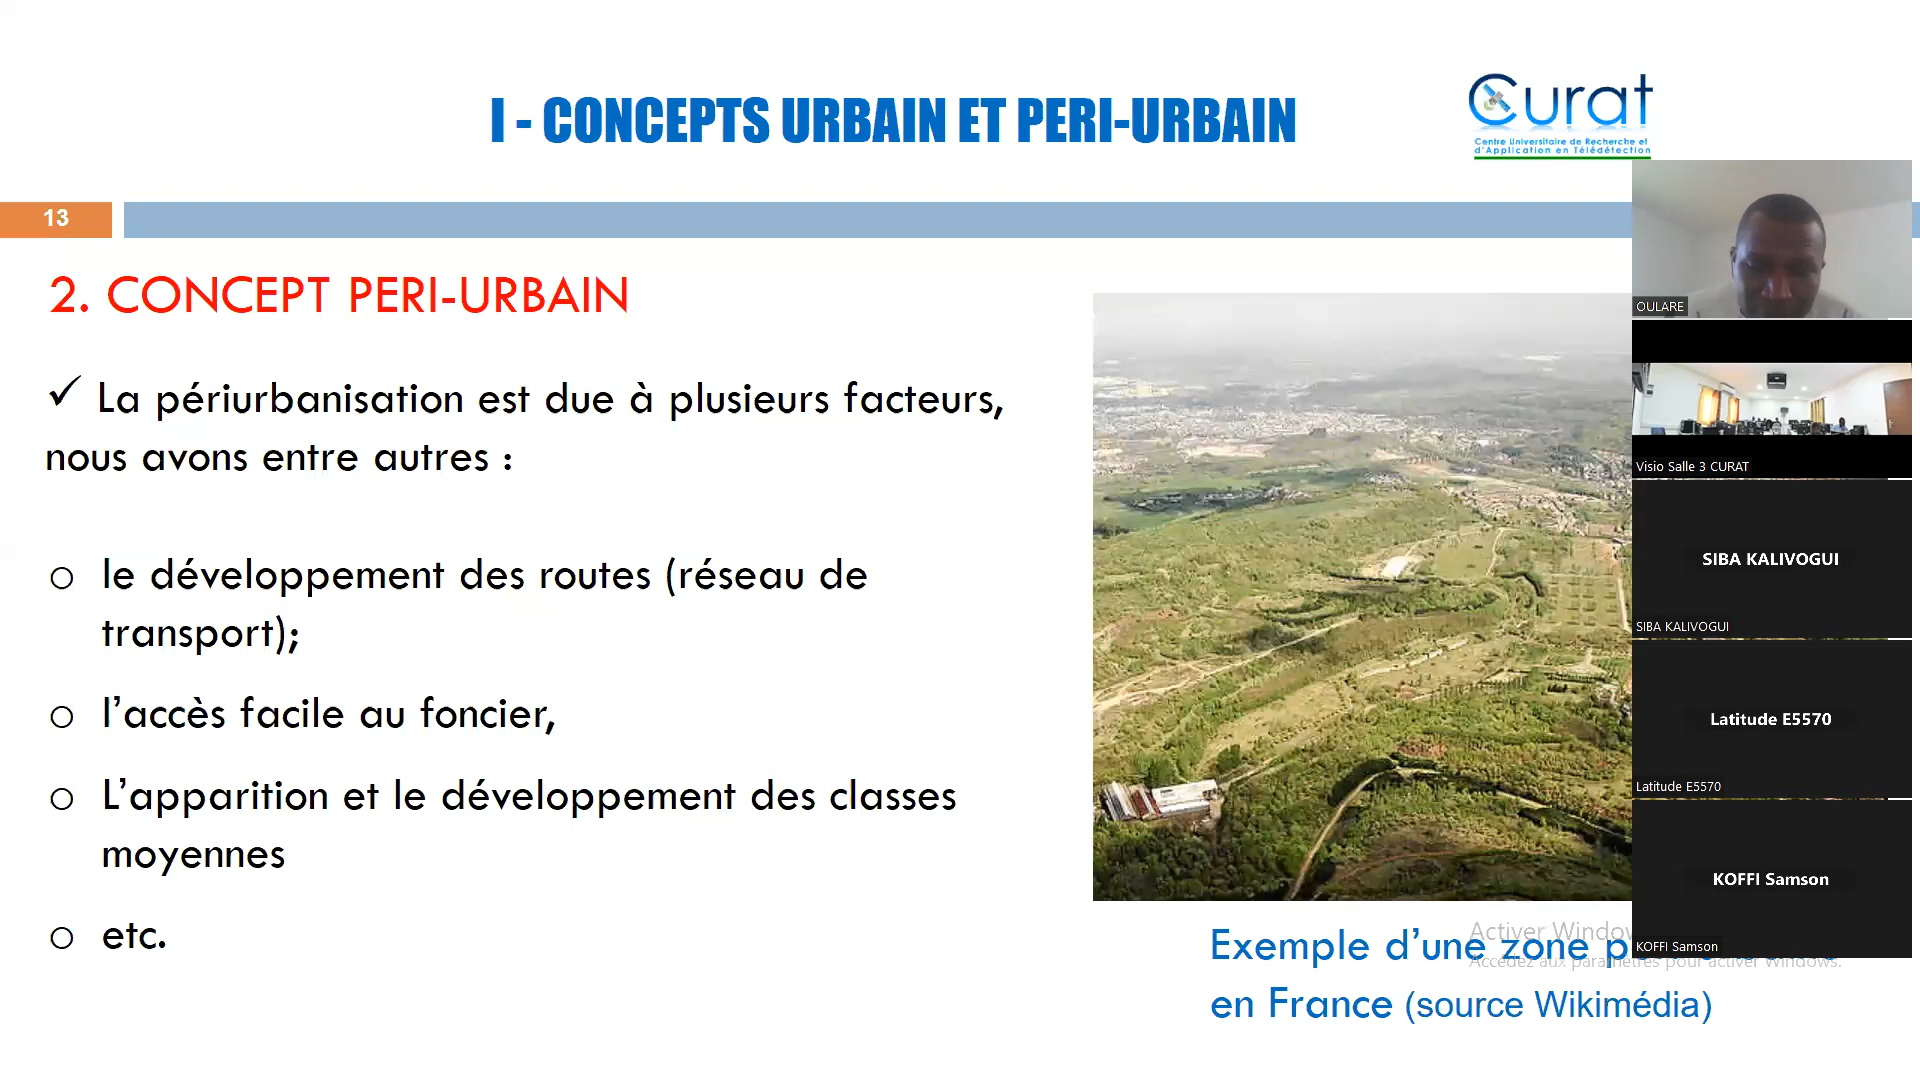 I - CONCEPTS URBAIN ET PERI-URBAIN
Curat
Centre Universitaire de Recherche et
d'Application en Télédétection
13
2. CONCEPT PERI-URBAIN
✓ La périurbanisation est due à plusieurs facteurs,
nous avons entre autres :
o le développement des routes (réseau de
transport);
o l’accès facile au foncier,
o L’apparition et le développement des classes
moyennes
o etc.
Exemple d’une zone
en France (source Wikimédia)
Activer Windows
Accédez aux paramètres pour activer Windows.
OULARE
Visio Salle 3 CURAT
SIBA KALIVOGUI
SIBA KALIVOGUI
Latitude E5570
Latitude E5570
KOFFI Samson
KOFFI Samson